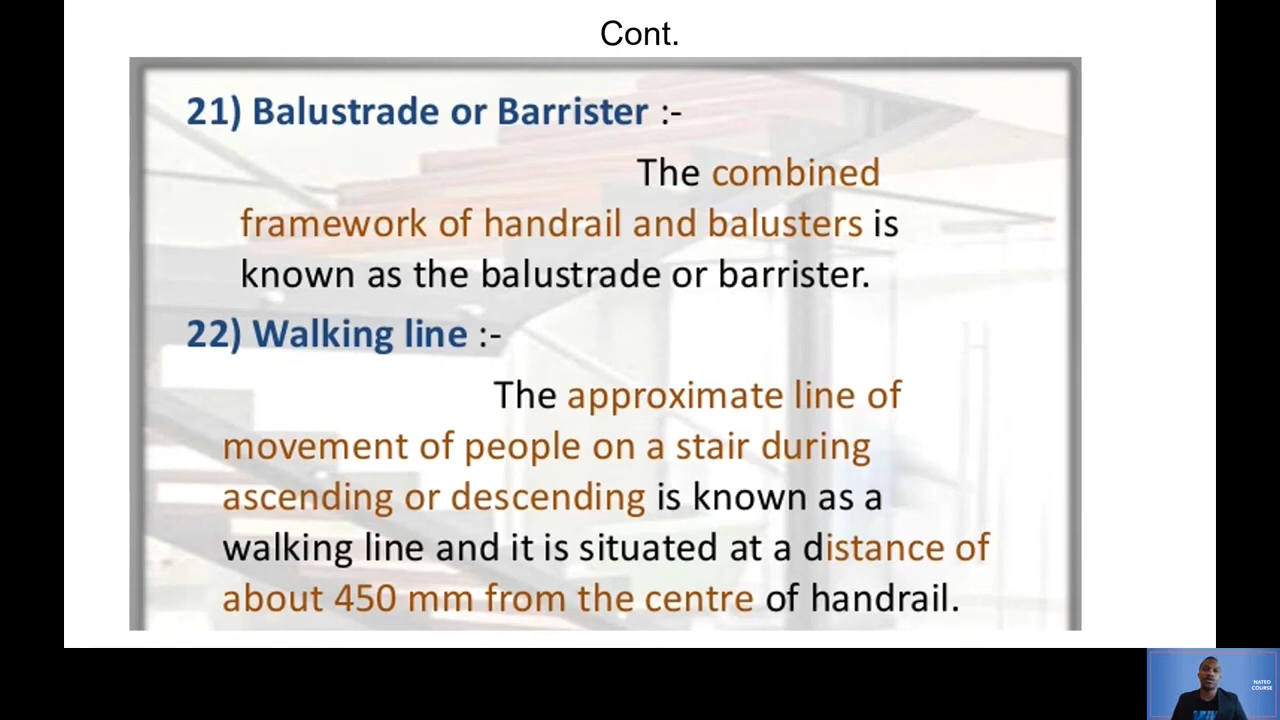 Cont.
21) Balustrade or Barrister :-
The combined
framework of handrail and balusters is
known as the balustrade or barrister.
22) Walking line :-
The approximate line of
movement of people on a stair during
ascending or descending is known as a
walking line and it is situated at a distance of
about 450 mm from the centre of handrail.
NATED
COURSE